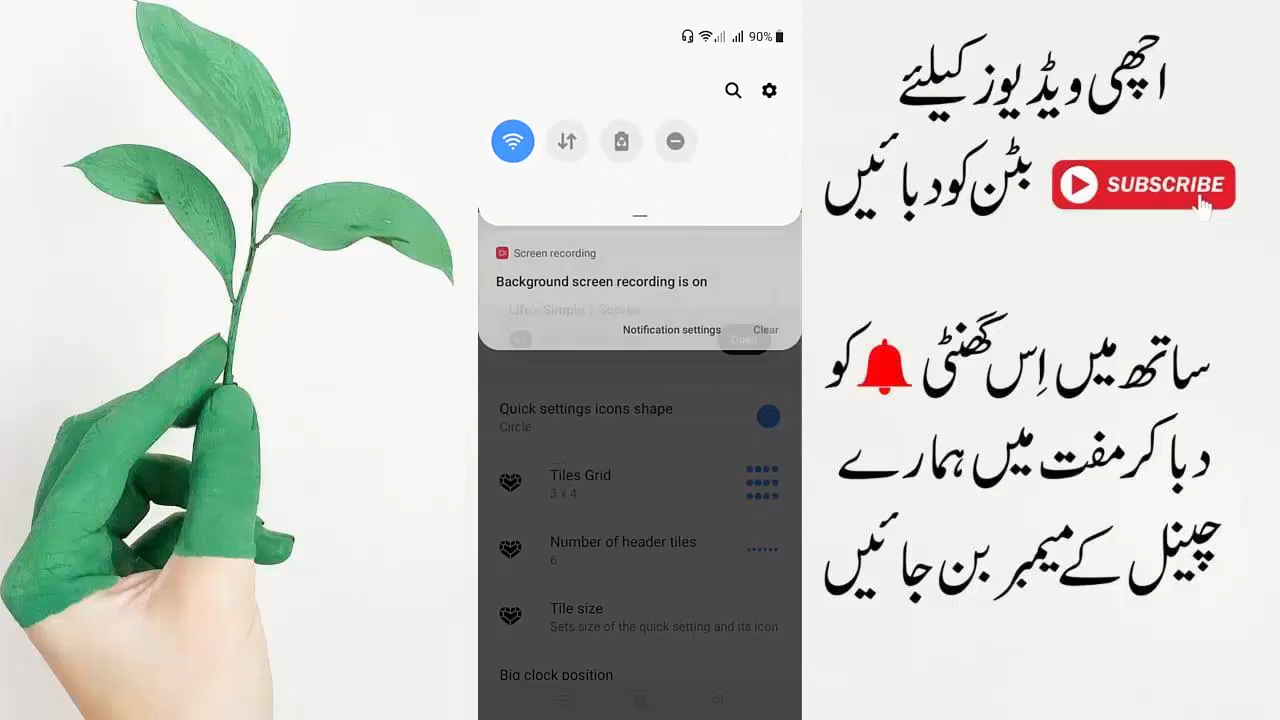 90%
Screen recording
Background screen recording is on
Notification settings Clear
Open
Quick settings icons shape
Circle
Tiles Grid
3 x 4
Number of header tiles
6
Tile size
Sets size of the quick setting and its icon
Big clock position
اچھی ویڈیوز کیلئے
بٹن کو دبائیں SUBSCRIBE
ساتھ میں اِس گھنٹی کو
دبا کر مفت میں ہمارے
چینل کے میمبر بن جائیں